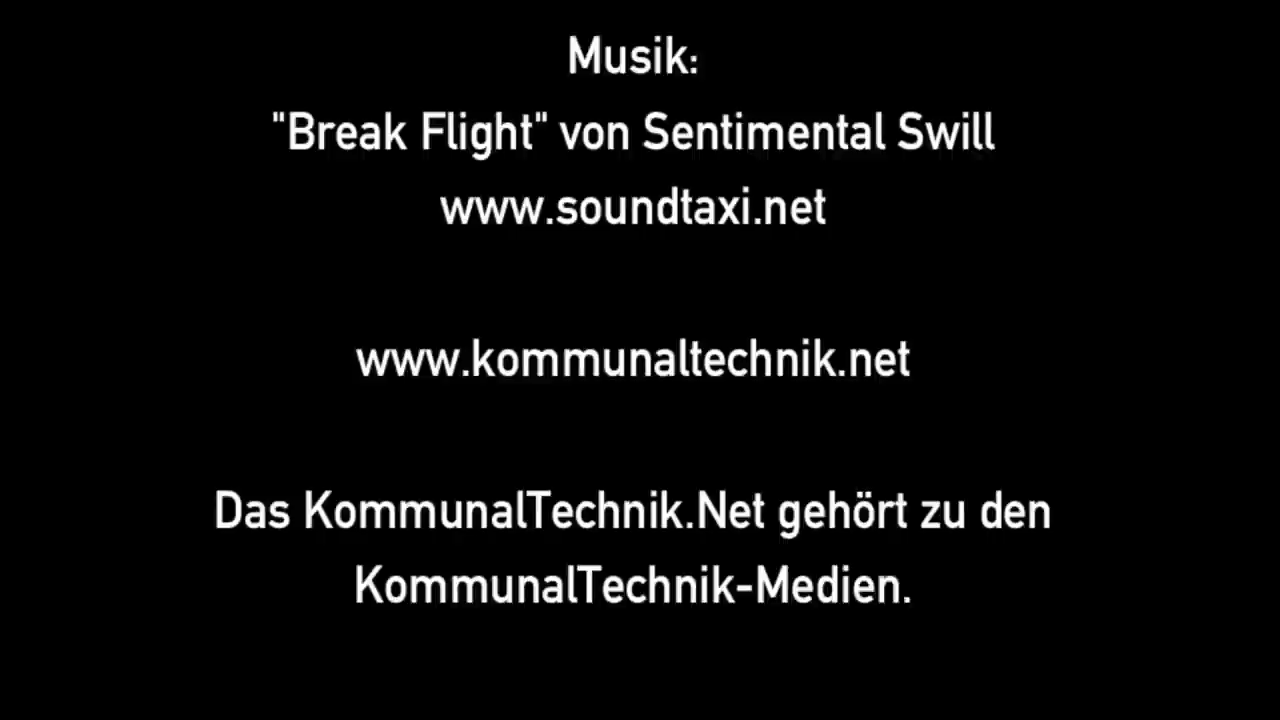 Musik:
"Break Flight" von Sentimental Swill
www.soundtaxi.net
www.kommunaltechnik.net
Das KommunalTechnik.Net gehört zu den
KommunalTechnik-Medien.